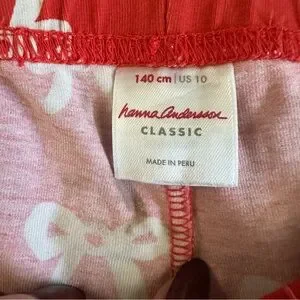 140 cm | US 10
hanna andersson
CLASSIC
MADE IN PERU